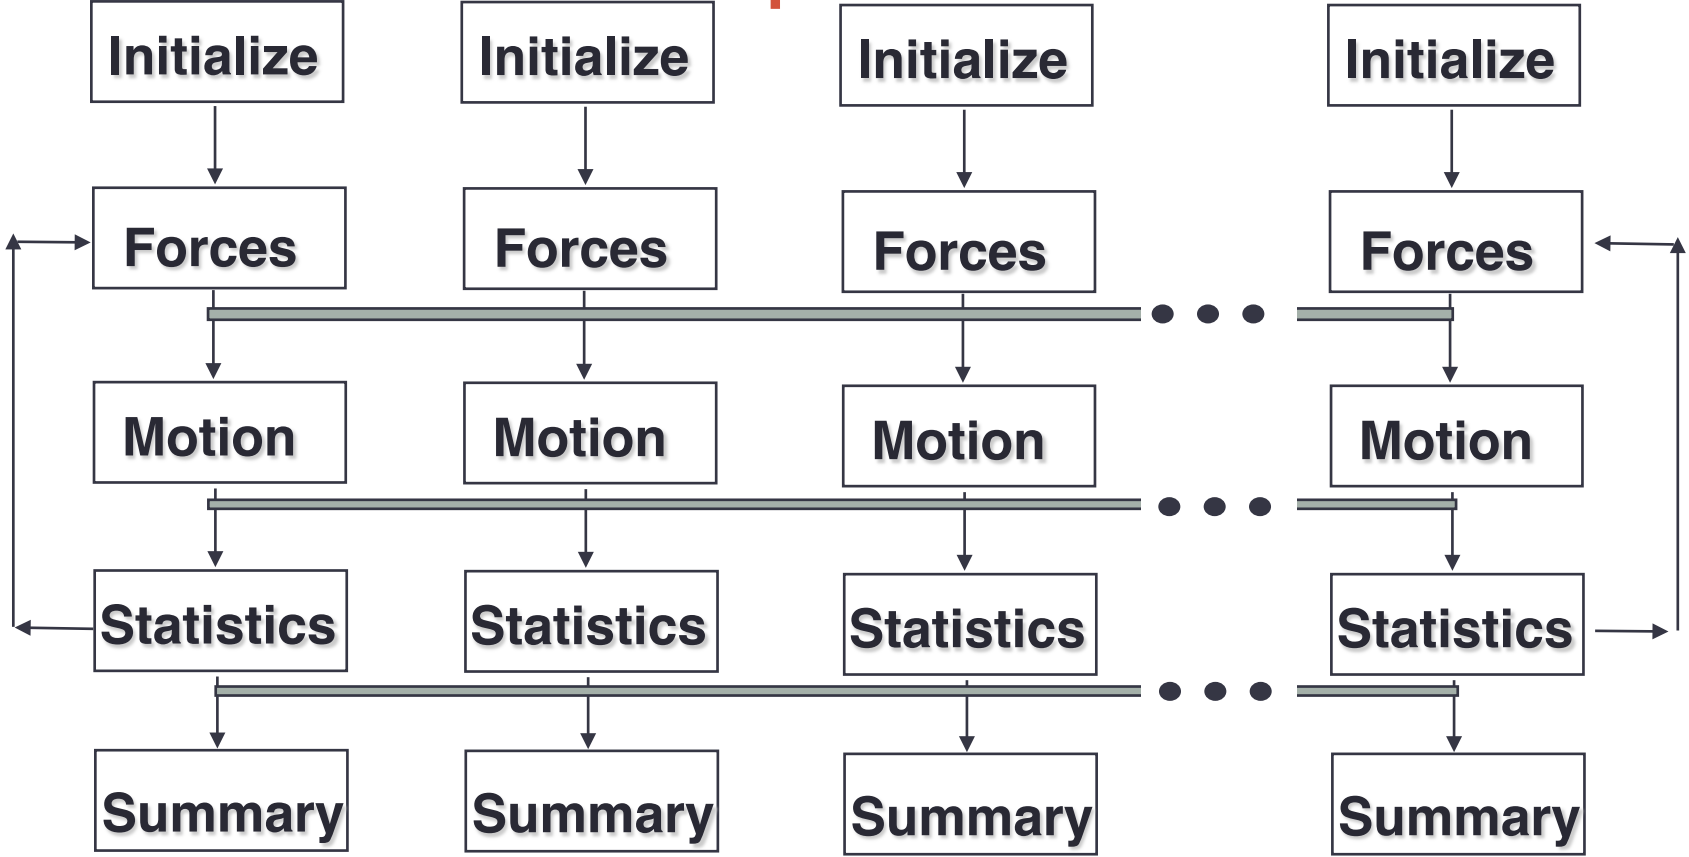 Initialize Initialize Initialize Initialize
Forces Forces Forces Forces
Motion Motion Motion Motion
Statistics Statistics Statistics Statistics
Summary Summary Summary Summary